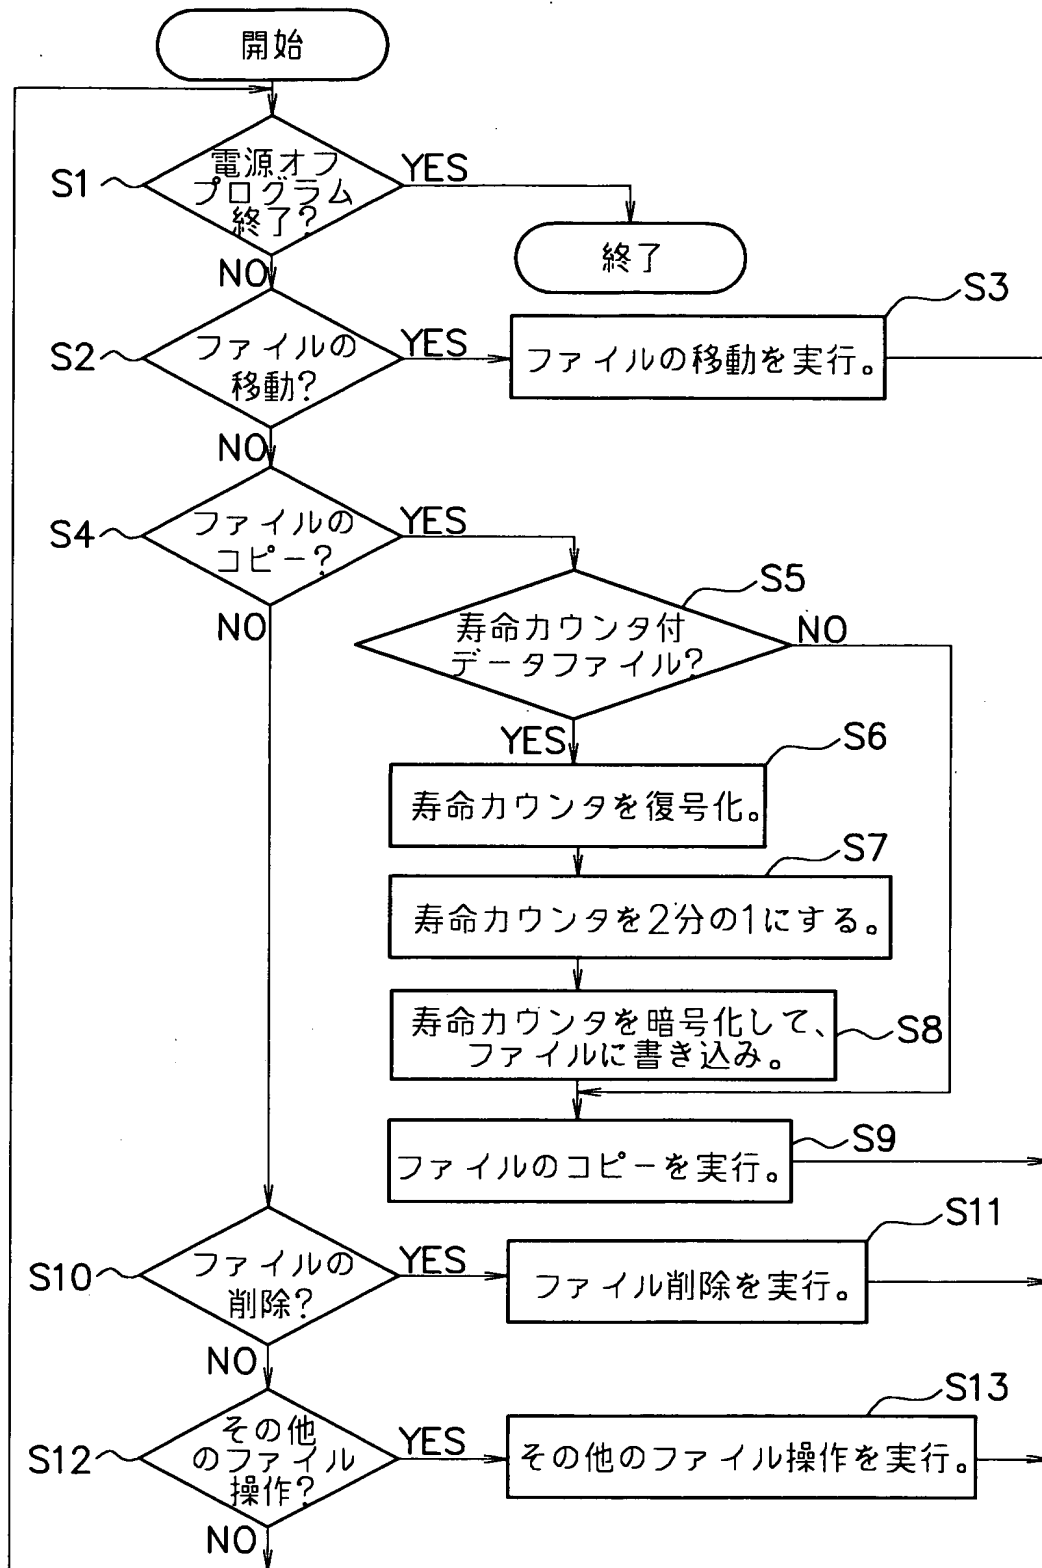 開始
S1
電源オフ
プログラム
終了?
YES
終了
NO
S2
ファイルの
移動?
YES
S3
ファイルの移動を実行。
NO
S4
ファイルの
コピー?
YES
NO
S5
寿命カウンタ付
データファイル?
NO
YES
S6
寿命カウンタを復号化。
S7
寿命カウンタを2分の1にする。
S8
寿命カウンタを暗号化して、
ファイルに書き込み。
S9
ファイルのコピーを実行。
S10
ファイルの
削除?
YES
S11
ファイル削除を実行。
NO
S12
その他
のファイル
操作?
YES
S13
その他のファイル操作を実行。
NO